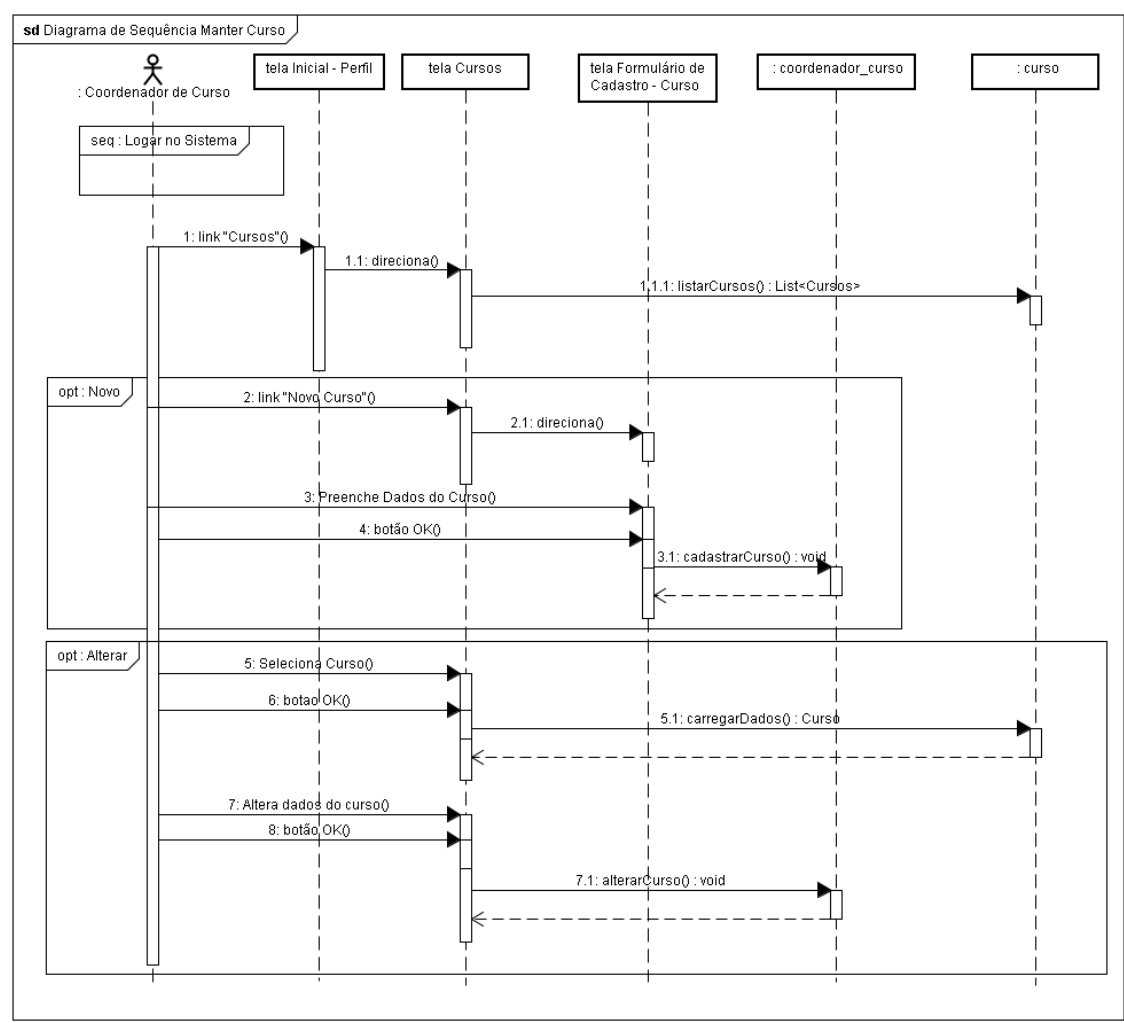 sd Diagrama de Sequência Manter Curso
: Coordenador de Curso
tela Inicial - Perfil
tela Cursos
tela Formulário de
Cadastro - Curso
: coordenador_curso
: curso
seq : Logar no Sistema
1: link "Cursos"()
1.1: direciona()
1.1.1: listarCursos() : List<Cursos>
opt : Novo
2: link "Novo Curso"()
2.1: direciona()
3: Preenche Dados do Curso()
4: botão OK()
3.1: cadastrarCurso() : void
opt : Alterar
5: Seleciona Curso()
6: botao OK()
5.1: carregarDados() : Curso
7: Altera dados do curso()
8: botão OK()
7.1: alterarCurso() : void